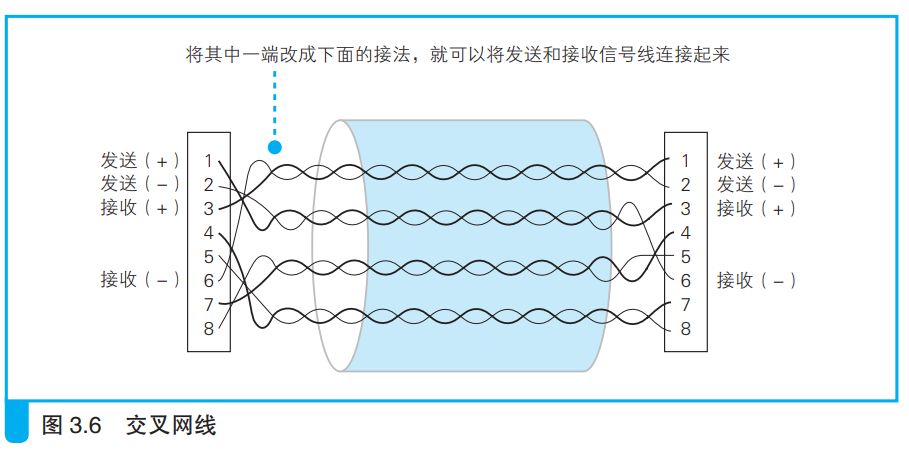 将其中一端改成下面的接法，就可以将发送和接收信号线连接起来
发送（+） 1 1 发送（+）
发送（−） 2 2 发送（−）
接收（+） 3 3 接收（+）
4 4
5 5
接收（−） 6 6 接收（−）
7 7
8 8
图 3.6 交叉网线